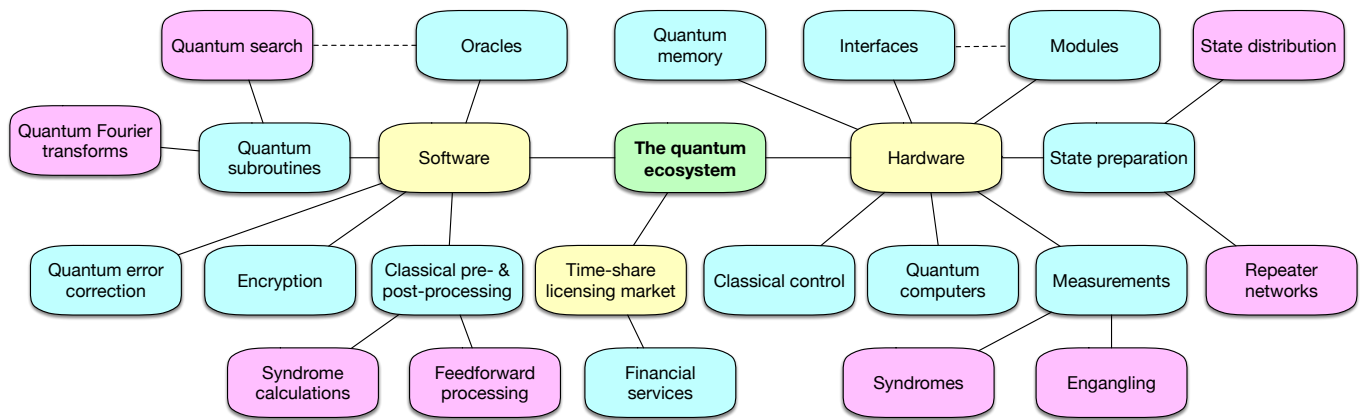 Quantum search
Oracles
Quantum
memory
Interfaces
Modules
State distribution
Quantum Fourier
transforms
Quantum
subroutines
Software
The quantum
ecosystem
Hardware
State preparation
Quantum error
correction
Encryption
Classical pre- &
post-processing
Time-share
licensing market
Classical control
Quantum
computers
Measurements
Repeater
networks
Syndrome
calculations
Feedforward
processing
Financial
services
Syndromes
Engangling